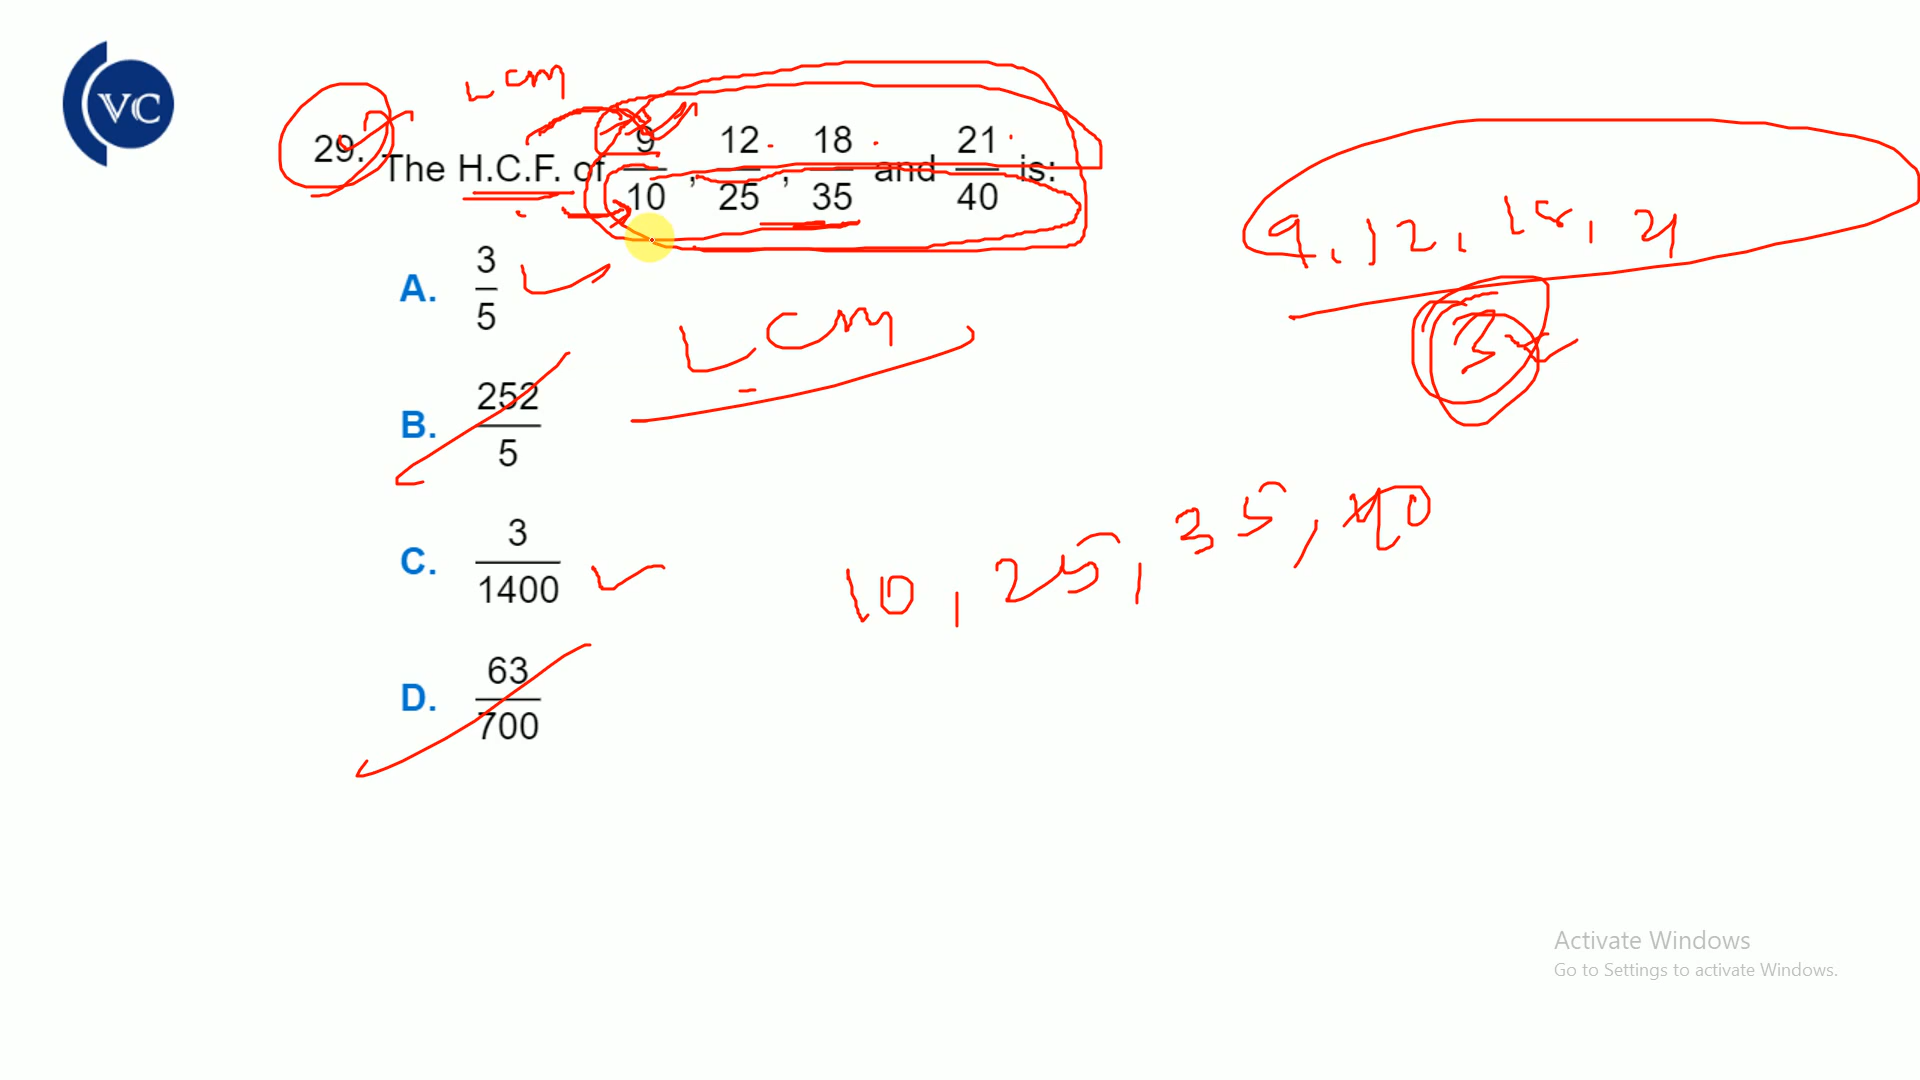 VC
LCM
29. The H.C.F. of 9/10, 12/25, 18/35 and 21/40 is:
9, 12, 18, 21
A. 3/5
3
LCM
B. 252/5
C. 3/1400
10, 25, 35, 40
D. 63/700
Activate Windows
Go to Settings to activate Windows.